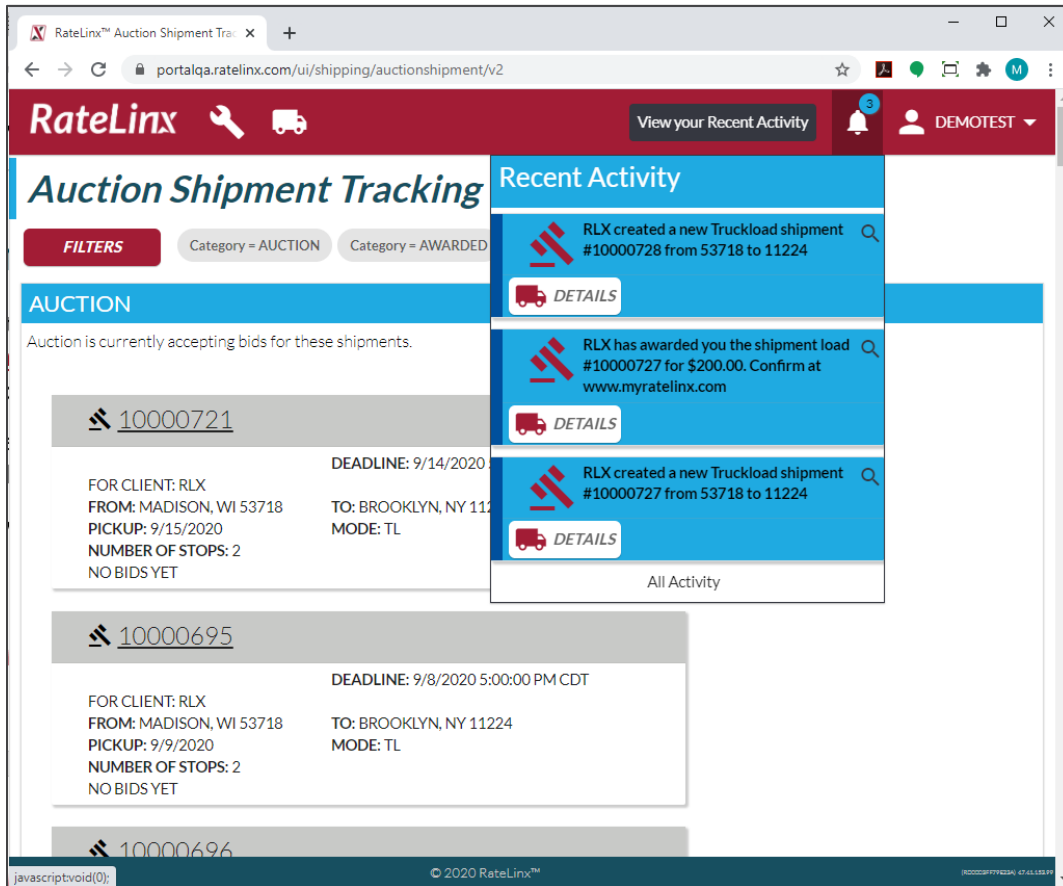 RateLinx™ Auction Shipment Trac
portalqa.ratelinx.com/ui/shipping/auctionshipment/v2
M
RateLinx
View your Recent Activity
3
DEMOTEST
Auction Shipment Tracking
FILTERS
Category = AUCTION
Category = AWARDED
Recent Activity
RLX created a new Truckload shipment
#10000728 from 53718 to 11224
DETAILS
RLX has awarded you the shipment load
#10000727 for $200.00. Confirm at
www.myratelinx.com
DETAILS
RLX created a new Truckload shipment
#10000727 from 53718 to 11224
DETAILS
All Activity
AUCTION
Auction is currently accepting bids for these shipments.
10000721
DEADLINE: 9/14/2020
FOR CLIENT: RLX
FROM: MADISON, WI 53718
TO: BROOKLYN, NY 112
PICKUP: 9/15/2020
MODE: TL
NUMBER OF STOPS: 2
NO BIDS YET
10000695
DEADLINE: 9/8/2020 5:00:00 PM CDT
FOR CLIENT: RLX
FROM: MADISON, WI 53718
TO: BROOKLYN, NY 11224
PICKUP: 9/9/2020
MODE: TL
NUMBER OF STOPS: 2
NO BIDS YET
10000696
javascript:void(0);
© 2020 RateLinx™